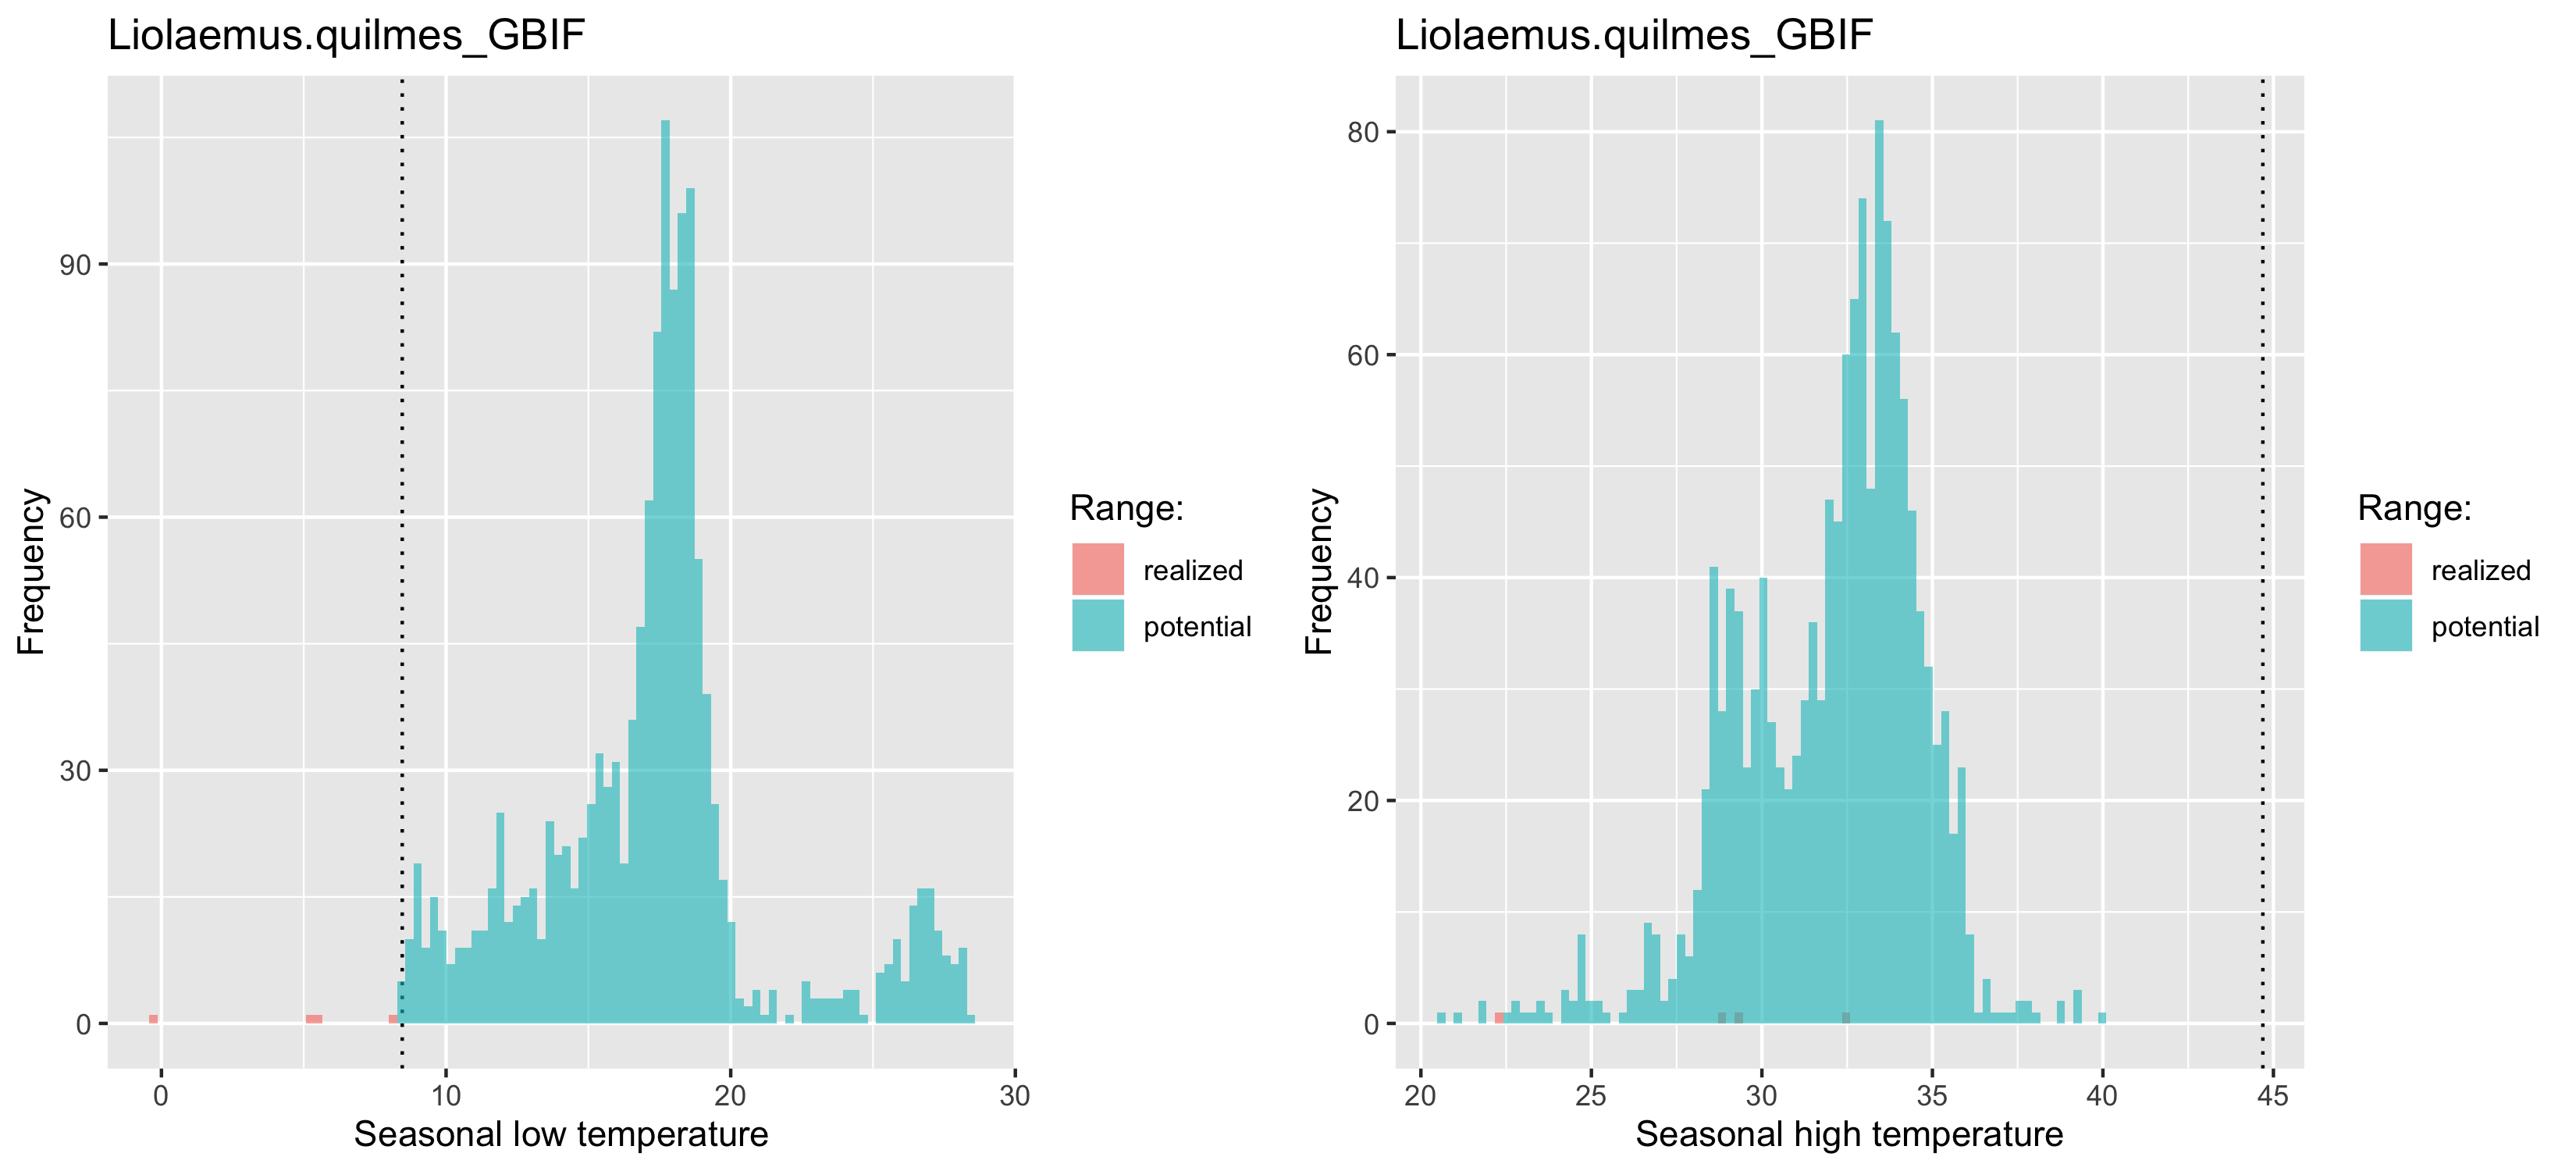 Liolaemus.quilmes_GBIF
90
60
30
0
Frequency
0 10 20 30
Seasonal low temperature
Range:
realized
potential
Liolaemus.quilmes_GBIF
80
60
40
20
0
Frequency
20 25 30 35 40 45
Seasonal high temperature
Range:
realized
potential